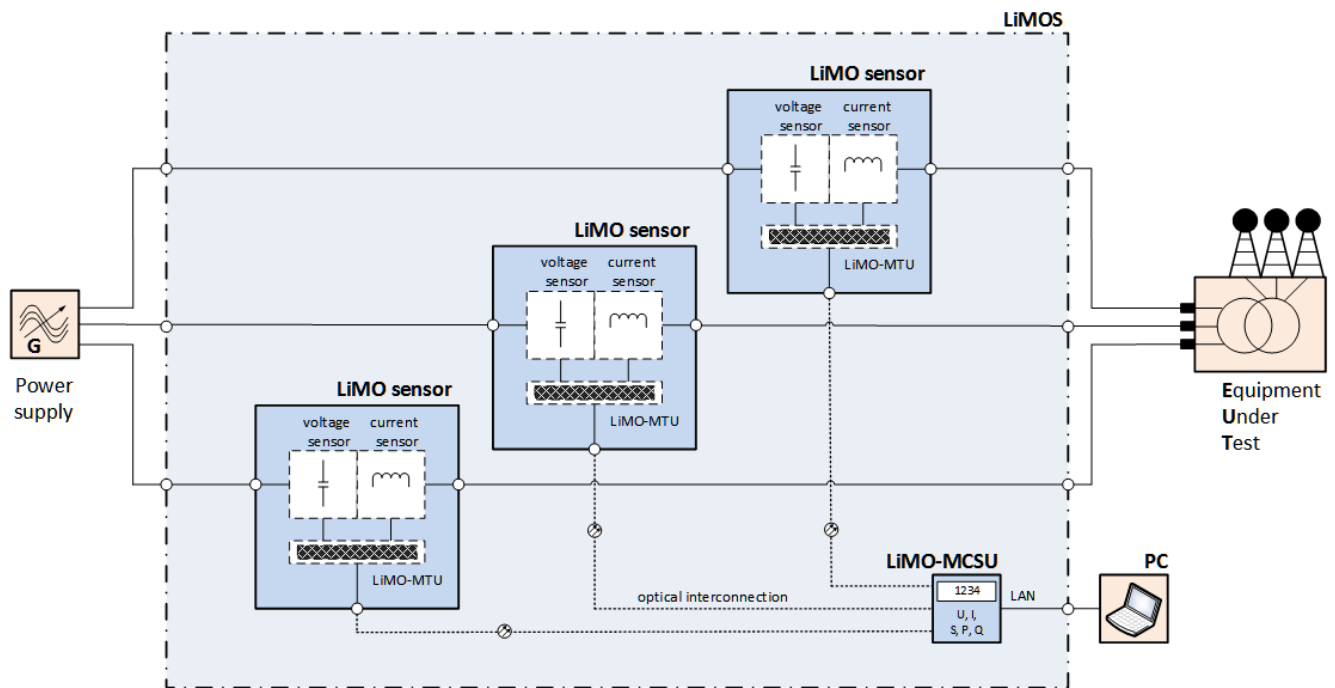 LiMOS
LiMO sensor
voltage
sensor
current
sensor
LiMO-MTU
LiMO sensor
voltage
sensor
current
sensor
LiMO-MTU
LiMO sensor
voltage
sensor
current
sensor
LiMO-MTU
G
Power
supply
Equipment
Under
Test
LiMO-MCSU
1234
U, I,
S, P, Q
optical interconnection
LAN
PC